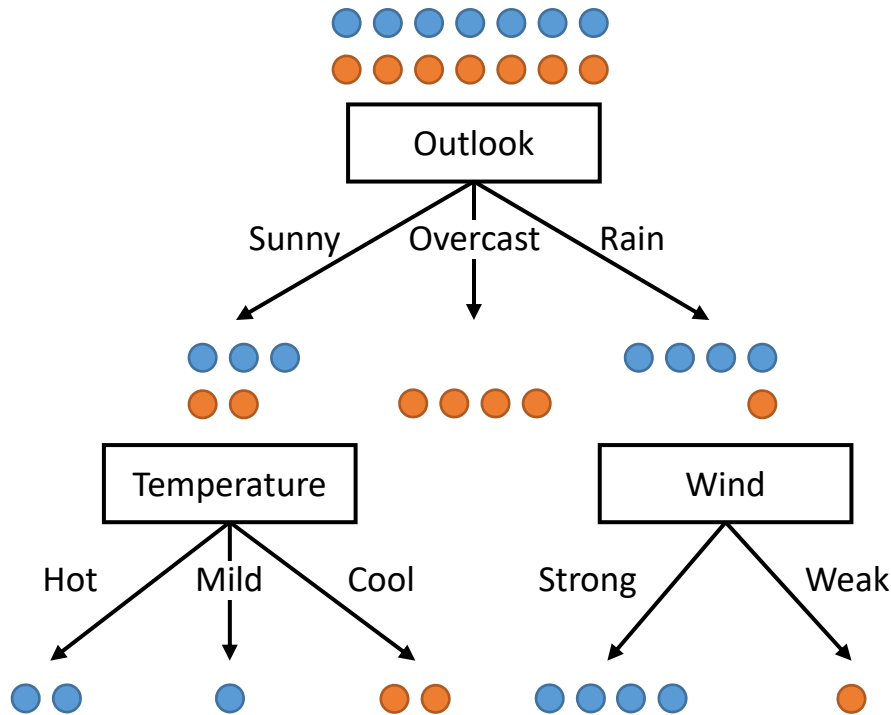 Outlook
Sunny
Overcast
Rain
Temperature
Wind
Hot
Mild
Cool
Strong
Weak